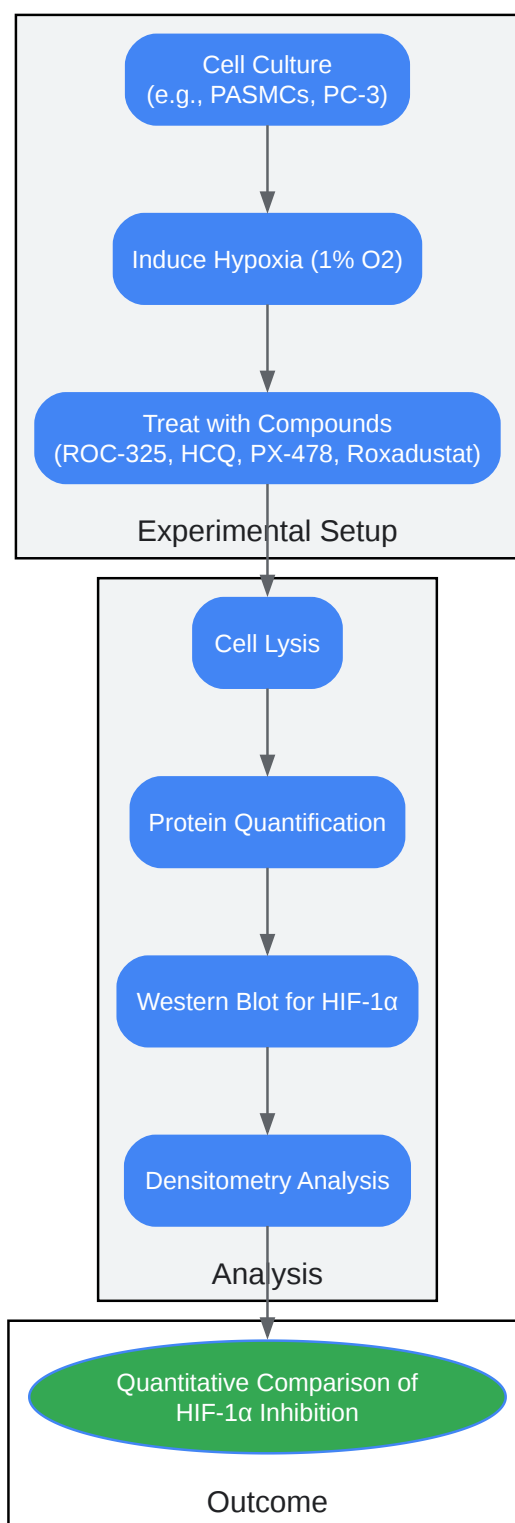 Cell Culture
(e.g., PASMCs, PC-3)
Induce Hypoxia (1% O2)
Treat with Compounds
(ROC-325, HCQ, PX-478, Roxadustat)
Experimental Setup
Cell Lysis
Protein Quantification
Western Blot for HIF-1α
Densitometry Analysis
Analysis
Quantitative Comparison of
HIF-1α Inhibition
Outcome